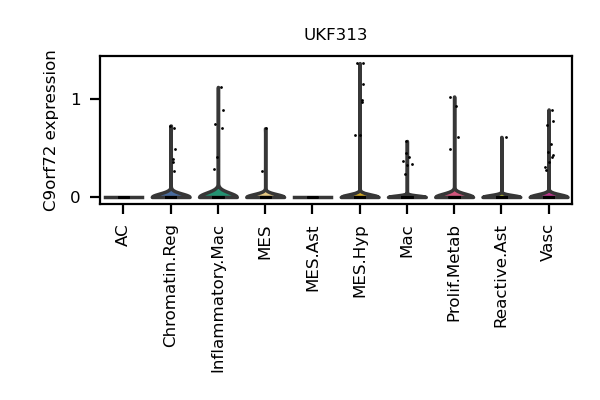 UKF313
C9orf72 expression
1
0
AC
Chromatin.Reg
Inflammatory.Mac
MES
MES.Ast
MES.Hyp
Mac
Prolif.Metab
Reactive.Ast
Vasc